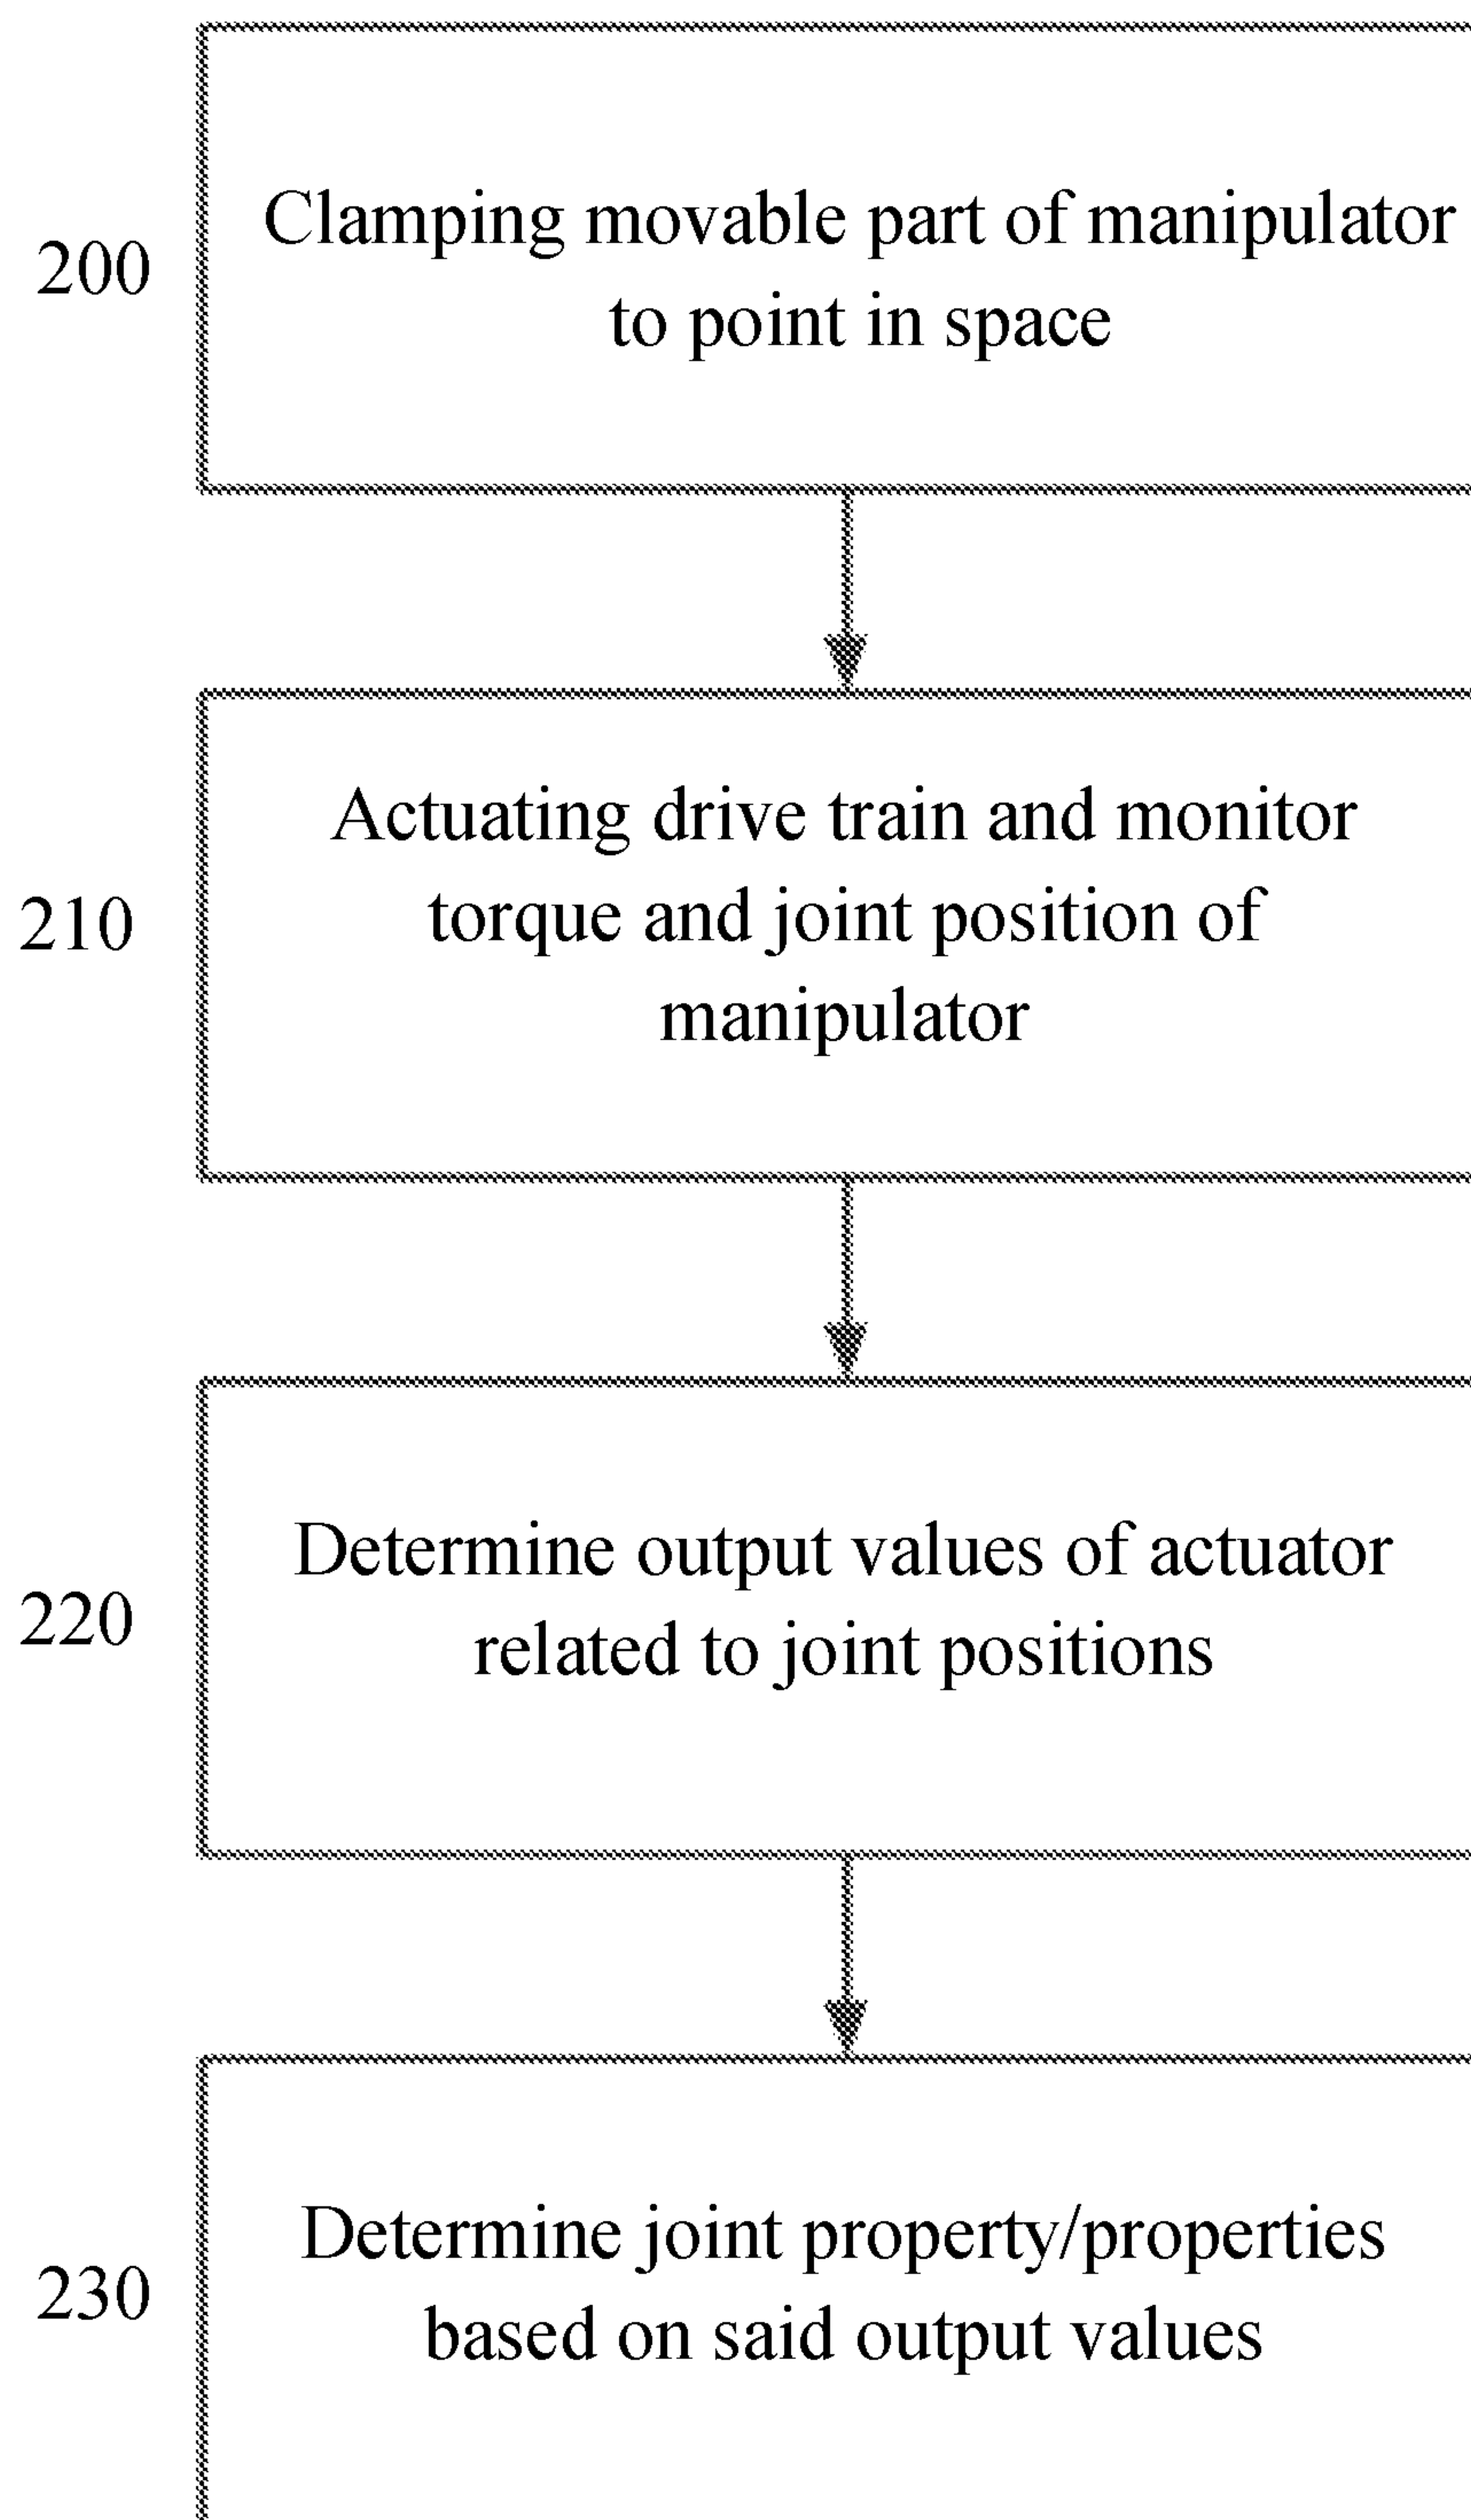 200
Clamping movable part of manipulator
to point in space
210
Actuating drive train and monitor
torque and joint position of
manipulator
220
Determine output values of actuator
related to joint positions
230
Determine joint property/properties
based on said output values